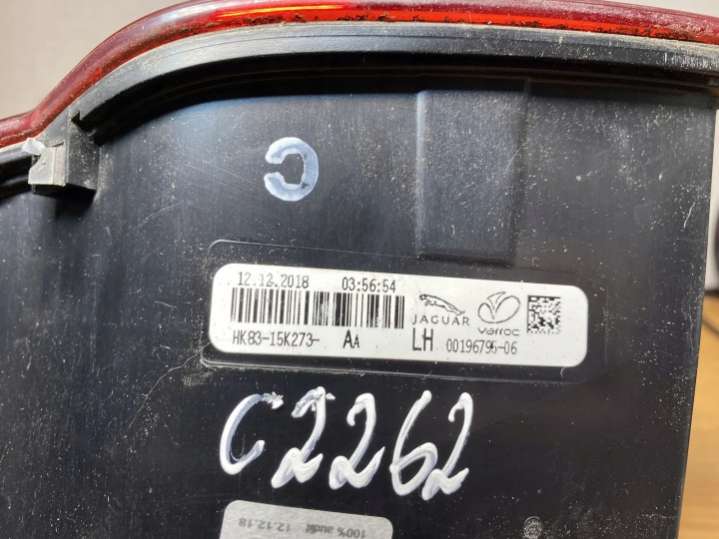 C
12.12.2018 03:56:54
JAGUAR varroc
HK83-15K273- AA LH 00196795-06
C2262
100% audit 12.12.18